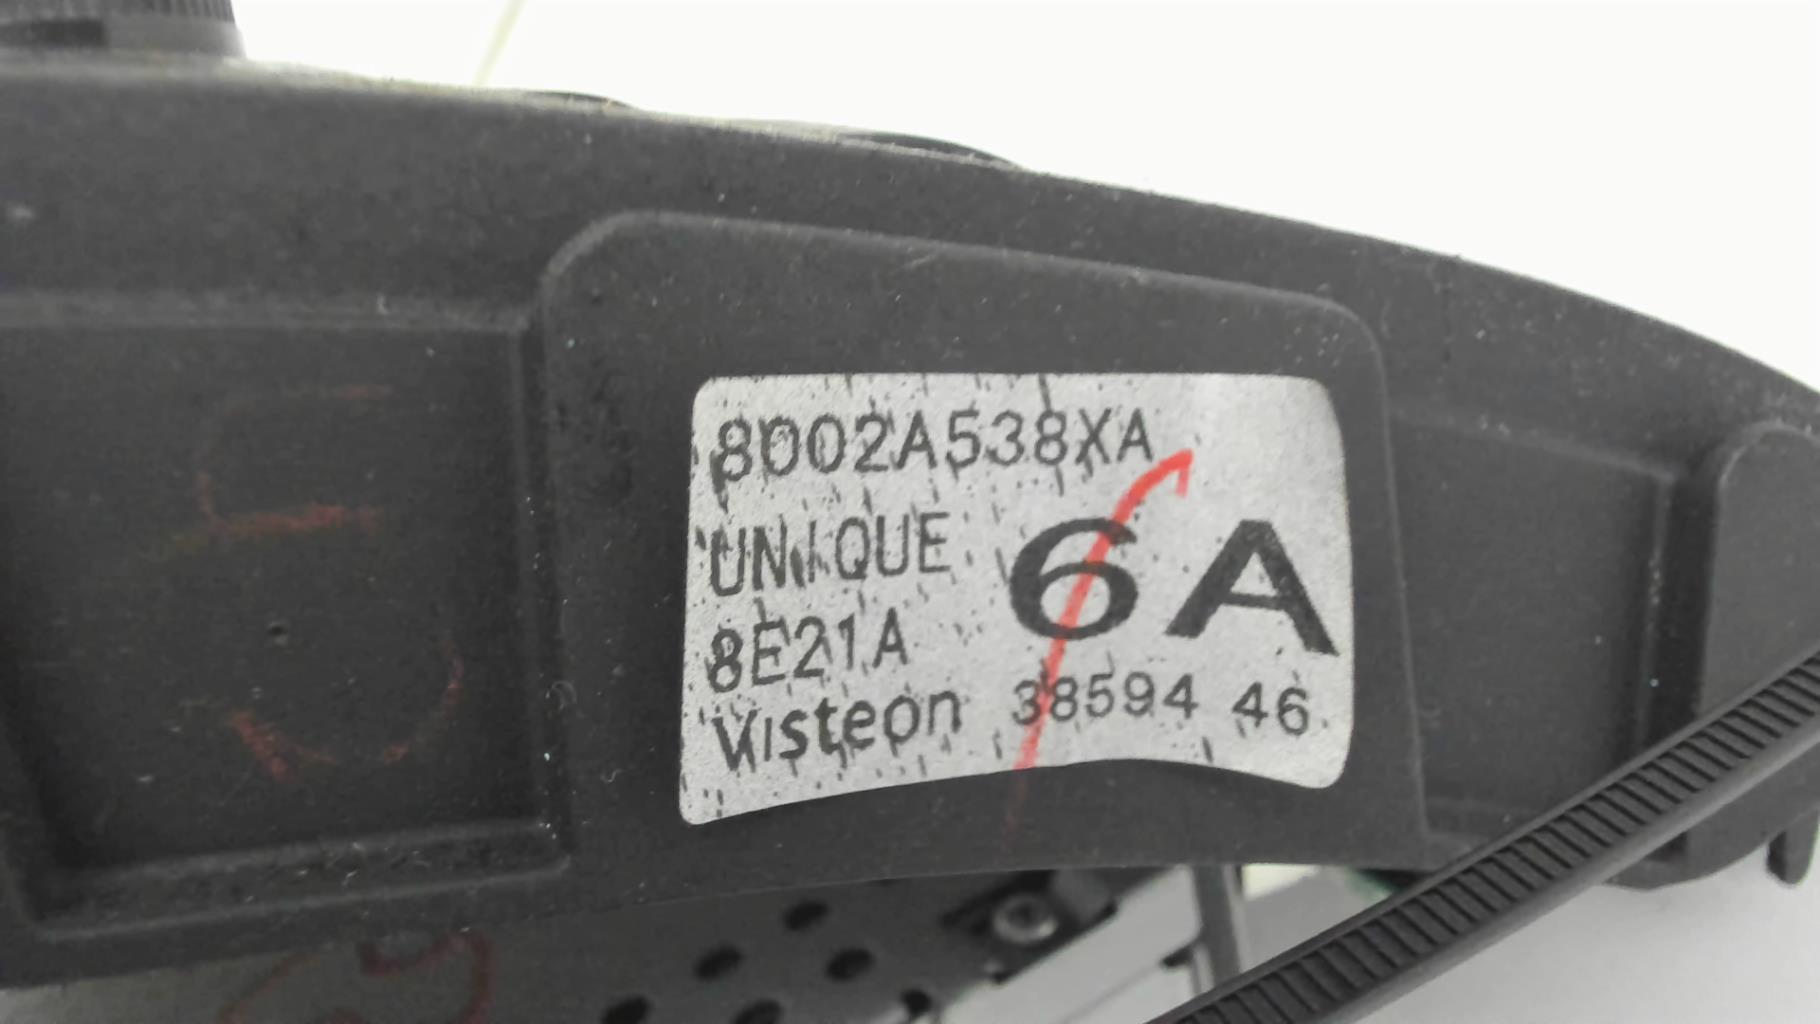 8002A538XA
UNIQUE
6A
8E21A
Visteon 38594 46